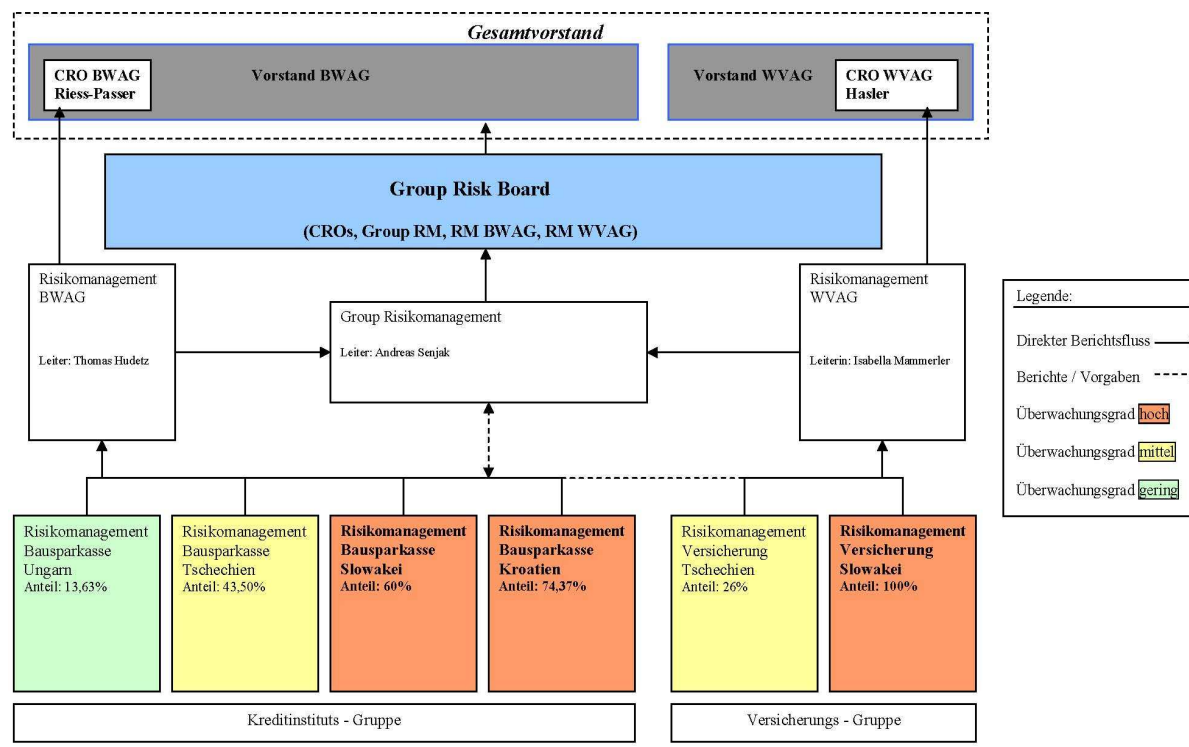 Gesamtvorstand
CRO BWAG
Riess-Passer
Vorstand BWAG
Vorstand WVAG
CRO WVAG
Hasler
Group Risk Board
(CROs, Group RM, RM BWAG, RM WVAG)
Risikomanagement
BWAG
Leiter: Thomas Hudetz
Group Risikomanagement
Leiter: Andreas Senjak
Risikomanagement
WVAG
Leiterin: Isabella Mammerler
Legende:
Direkter Berichtsfluss
Berichte / Vorgaben
Überwachungsgrad hoch
Überwachungsgrad mittel
Überwachungsgrad gering
Risikomanagement
Bausparkasse
Ungarn
Anteil: 13,63%
Risikomanagement
Bausparkasse
Tschechien
Anteil: 43,50%
Risikomanagement
Bausparkasse
Slowakei
Anteil: 60%
Risikomanagement
Bausparkasse
Kroatien
Anteil: 74,37%
Risikomanagement
Versicherung
Tschechien
Anteil: 26%
Risikomanagement
Versicherung
Slowakei
Anteil: 100%
Kreditinstituts - Gruppe
Versicherungs - Gruppe